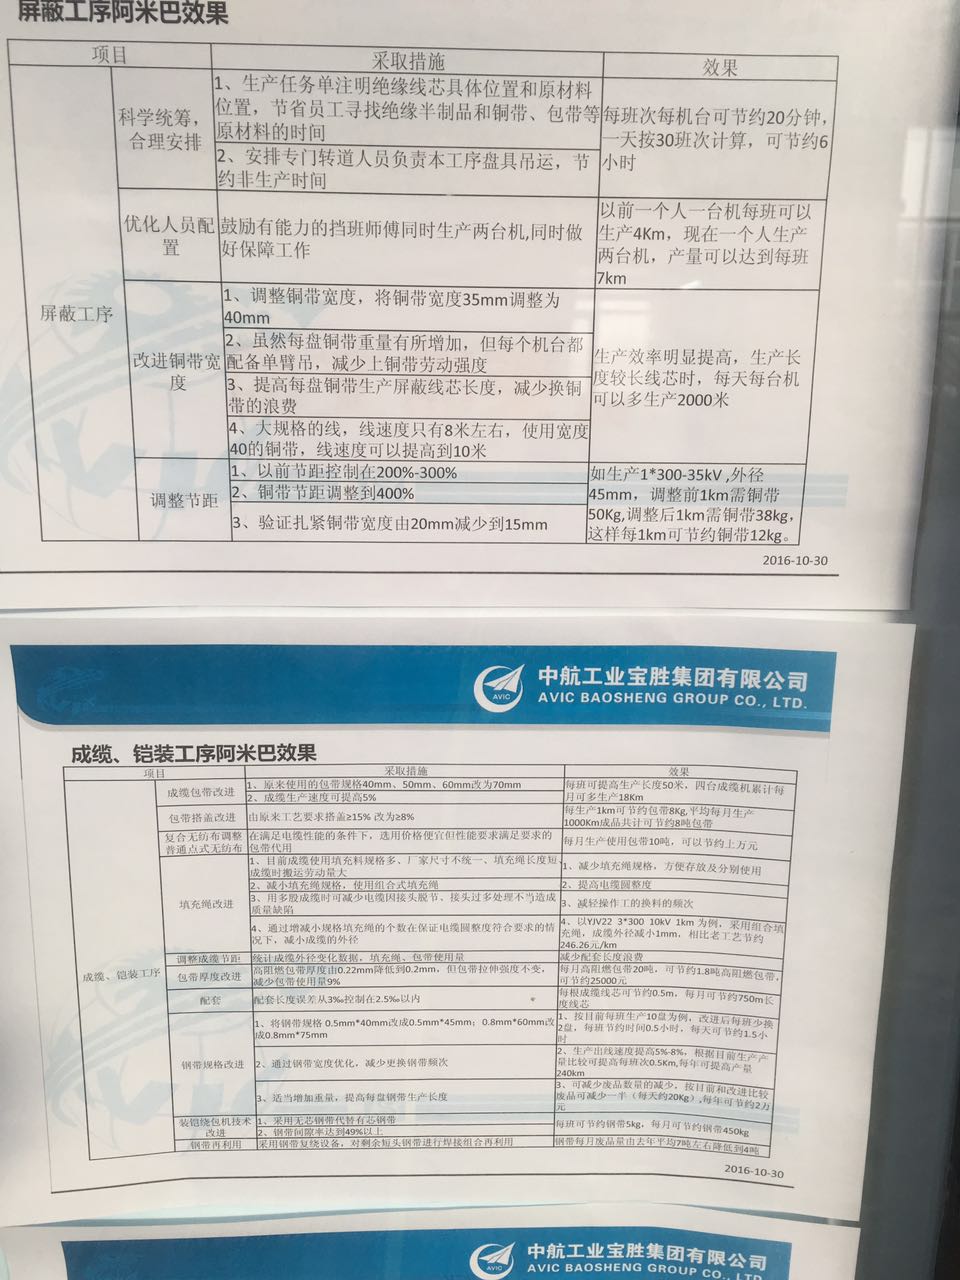 屏蔽工序阿米巴效果
项目
采取措施
效果
屏蔽工序
科学统筹，
合理安排
1、生产任务单注明绝缘线芯具体位置和原材料
位置，节省员工寻找绝缘半制品和铜带、包带等
原材料的时间
2、安排专门转道人员负责本工序盘具吊运，节
约非生产时间
每班次每机台可节约20分钟，
一天按30班次计算，可节约6
小时
优化人员配
置
鼓励有能力的挡班师傅同时生产两台机,同时做
好保障工作
以前一个人一台机每班可以
生产4Km，现在一个人生产
两台机，产量可以达到每班
7km
改进铜带宽
度
1、调整铜带宽度，将铜带宽度35mm调整为
40mm
2、虽然每盘铜带重量有所增加，但每个机台都
配备单臂吊，减少上铜带劳动强度
3、提高每盘铜带生产屏蔽线芯长度，减少换铜
带的浪费
4、大规格的线，线速度只有8米左右，使用宽度
40的铜带，线速度可以提高到10米
生产效率明显提高，生产长
度较长线芯时，每天每台机
可以多生产2000米
调整节距
1、以前节距控制在200%-300%
2、铜带节距调整到400%
3、验证扎紧铜带宽度由20mm减少到15mm
如生产1*300-35kV ,外径
45mm，调整前1km需铜带
50Kg,调整后1km需铜带38kg，
这样每1km可节约铜带12kg。
2016-10-30
中航工业宝胜集团有限公司
AVIC BAOSHENG GROUP CO., LTD.
AVIC
成缆、铠装工序阿米巴效果
项目
采取措施
效果
成缆、铠装工序
成缆包带改进
1、原来使用的包带规格40mm、50mm、60mm改为70mm
2、成缆生产速度可提高5%
每班可提高生产长度50米，四台成缆机累计每
月可多生产18Km
包带搭盖改进
由原来工艺要求搭盖≥15% 改为≥8%
每生产1km可节约包带8Kg,平均每月生产
1000Km成品共计可节约8吨包带
复合无纺布调整
普通点式无纺布
在满足电缆性能的条件下，选用价格便宜但性能要求满足要求的
包带代用
每月生产使用包带10吨，可以节约上万元
填充绳改进
1、目前成缆使用填充料规格多、厂家尺寸不统一、填充绳长度短,
成缆时搬运劳动量大
2、减小填充绳规格，使用组合式填充绳
3、用多股成缆时可减少电缆因接头脱节、接头过多处理不当造成
质量缺陷
4、通过增减小规格填充绳的个数在保证电缆圆整度符合要求的情
况下，减小成缆的外径
1、减少填充绳规格，方便存放及分别使用
2、提高电缆圆整度
3、减轻操作工的换料的频次
4、以YJV22 3*300 10kV 1km 为例，采用组合填
充绳，成缆外径减小1mm，相比老工艺节约
246.26元/km
调整成缆节距
统计成缆外径变化数据，填充绳、包带使用量
减少配套长度浪费
包带厚度改进
高阻燃包带厚度由0.22mm降低到0.2mm，但包带拉伸强度不变，
减少包带使用量9%
每月高阻燃包带20吨，可节约1.8吨高阻燃包带，
可节约25000元
配套
配套长度误差从3‰控制在2.5‰以内
每根成缆线芯可节约0.5m，每月可节约750m长
度线芯
钢带规格改进
1、将钢带规格 0.5mm*40mm改成0.5mm*45mm；0.8mm*60mm改
成0.8mm*75mm
2、通过钢带宽度优化，减少更换钢带频次
3、适当增加重量，提高每盘钢带生产长度
1、按目前每班生产10盘为例，改进后每班少换
2盘，每班节约时间0.5小时，每天可节约1.5小
时
2、生产出线速度提高5%-8%，根据目前生产产
量比较可提高每班次0.5Km,每年可提高产量
240km
3、可减少废品数量的减少，按目前和改进比较
废品可减少一半（每天约20Kg）,每年可节约2万
元
装铠绕包机技术
改进
1、采用无芯钢带代替有芯钢带
2、钢带间隙率达到49%以上
每班可节约钢带5kg，每月可节约钢带450kg
钢带再利用
采用钢带复绕设备，对剩余短头钢带进行焊接组合再利用
钢带每月废品量由去年平均7吨左右降低到4吨
2016-10-30
中航工业宝胜集团有限公司
AVIC BAOSHENG GROUP CO., LTD.
AVIC